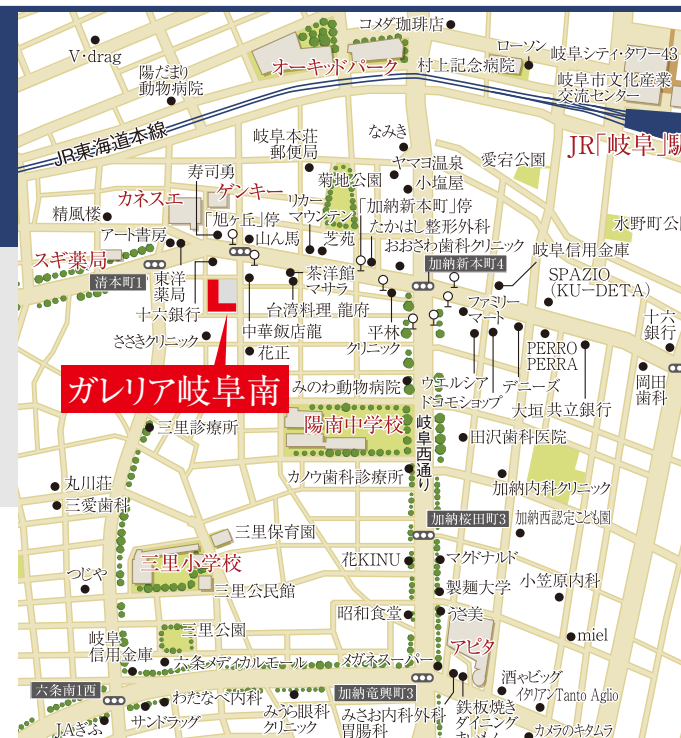 コメダ珈琲店
V・drag
ローソン
岐阜シティ・タワー43
オーキッドパーク
村上記念病院
陽だまり
動物病院
岐阜市文化産業
交流センター
JR東海道本線
岐阜本荘
郵便局
なみき
JR「岐阜」駅
ヤマヨ温泉
愛宕公園
寿司勇
菊地公園
小塩屋
カネスエ
ゲンキー
リカー
マウンテン
「加納新本町」停
精風楼
「旭ヶ丘」停
たかはし整形外科
水野町公
アート書房
山ん馬
芝苑
おおさわ歯科クリニック
岐阜信用金庫
スギ薬局
加納新本町4
清本町1
東洋
薬局
茶洋館
マサラ
SPAZIO
(KU-DETA)
十六銀行
台湾料理 龍府
ファミリー
マート
十六
銀行
ささきクリニック
中華飯店龍
平林
クリニック
花正
PERRO
PERRA
ガレリア岐阜南
みのわ動物病院
ウエルシア
デニーズ
岡田
歯科
ドコモショップ
大垣共立銀行
陽南中学校
岐阜西通り
三里診療所
田沢歯科医院
カノウ歯科診療所
丸川荘
加納内科クリニック
三愛歯科
加納桜田町3
加納西認定こども園
三里保育園
三里小学校
花KINU
マクドナルド
つじや
三里公民館
製麺大学
小笠原内科
昭和食堂
うさ美
三里公園
岐阜
信用金庫
アピタ
miel
六条メディカルモール
メガネスーパー
酒ゃビッグ
六条南1西
わたなべ内科
加納竜興町3
イタリアンTanto Aglio
みうら眼科
クリニック
みさお内科外科
胃腸科
鉄板焼き
ダイニング
JAぎふ
サンドラッグ
カメラのキタムラ